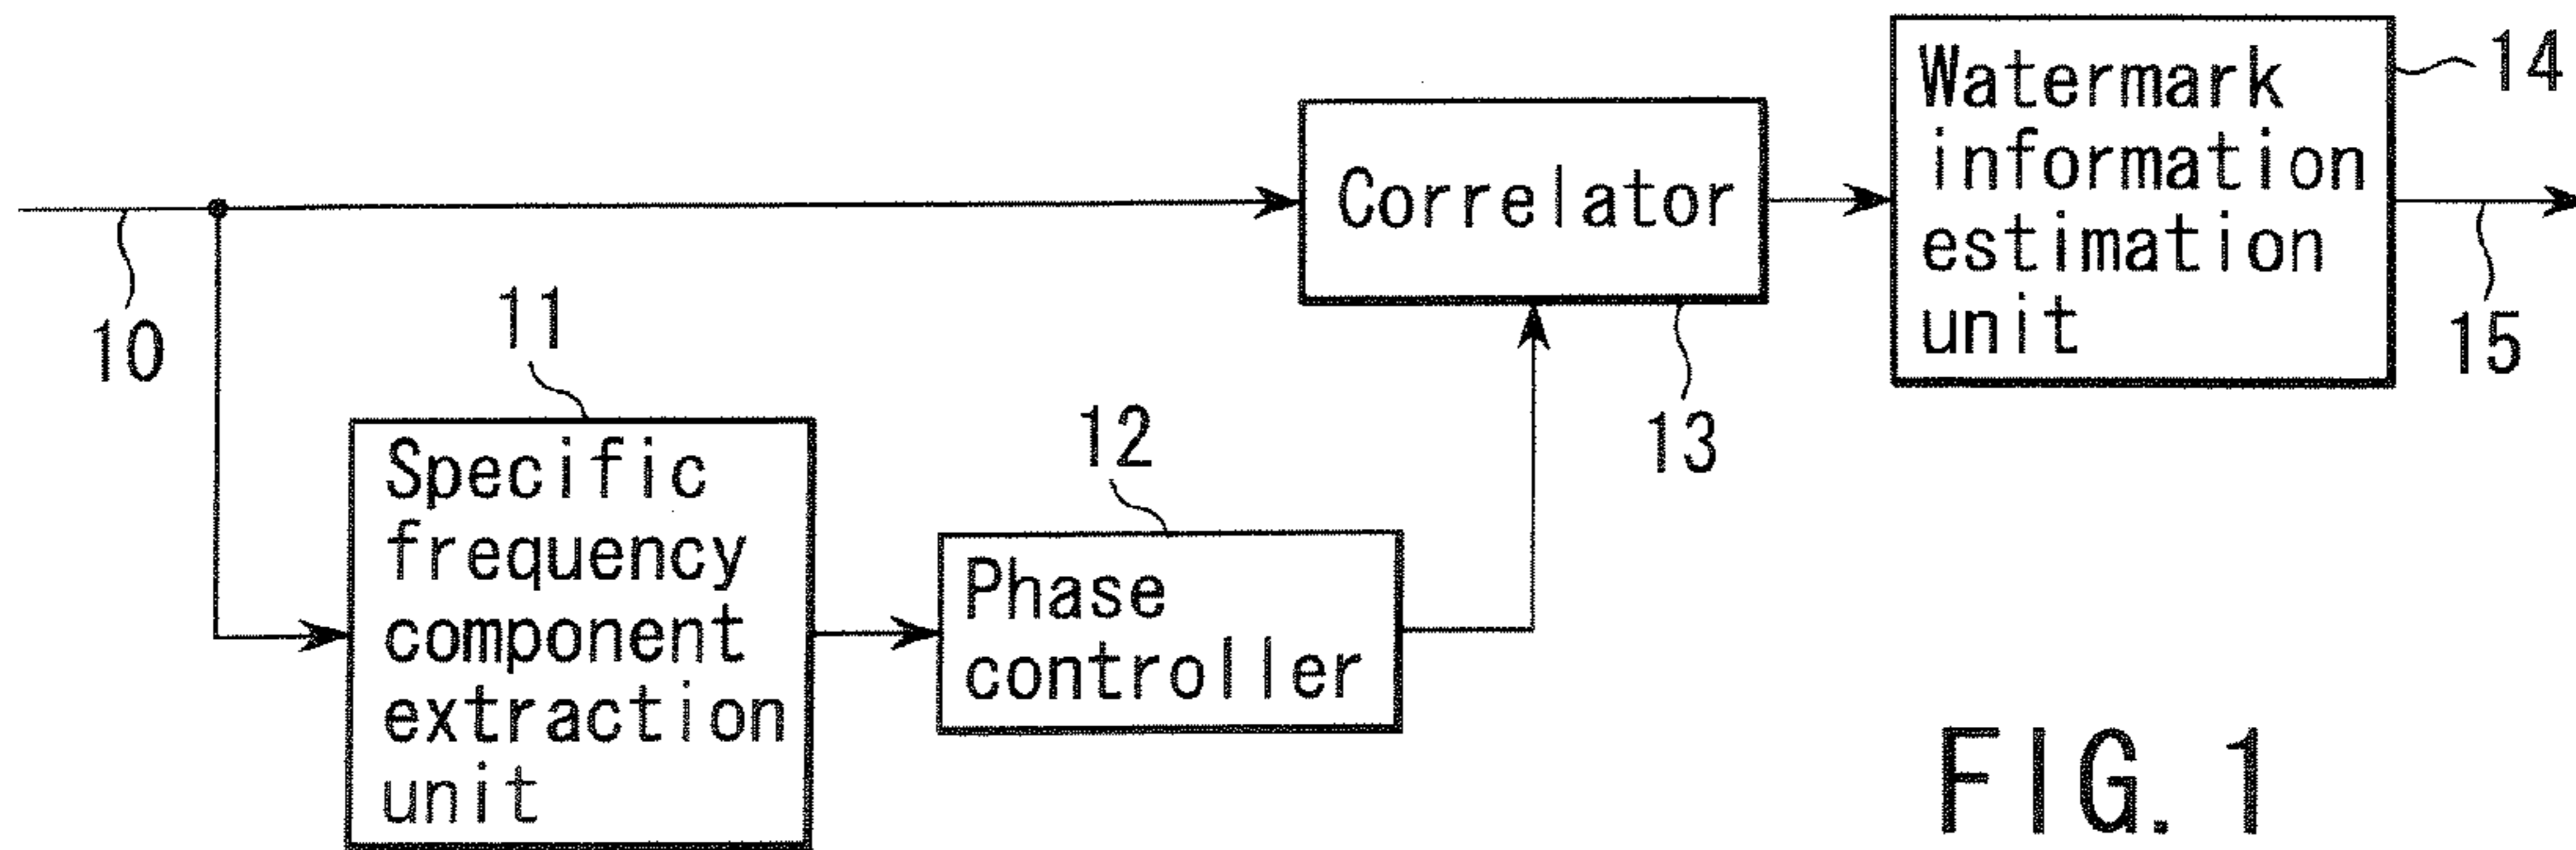 10
11
Specific
frequency
component
extraction
unit
12
Phase
controller
Correlator
13
Watermark
information
estimation
unit
14
15
FIG. 1